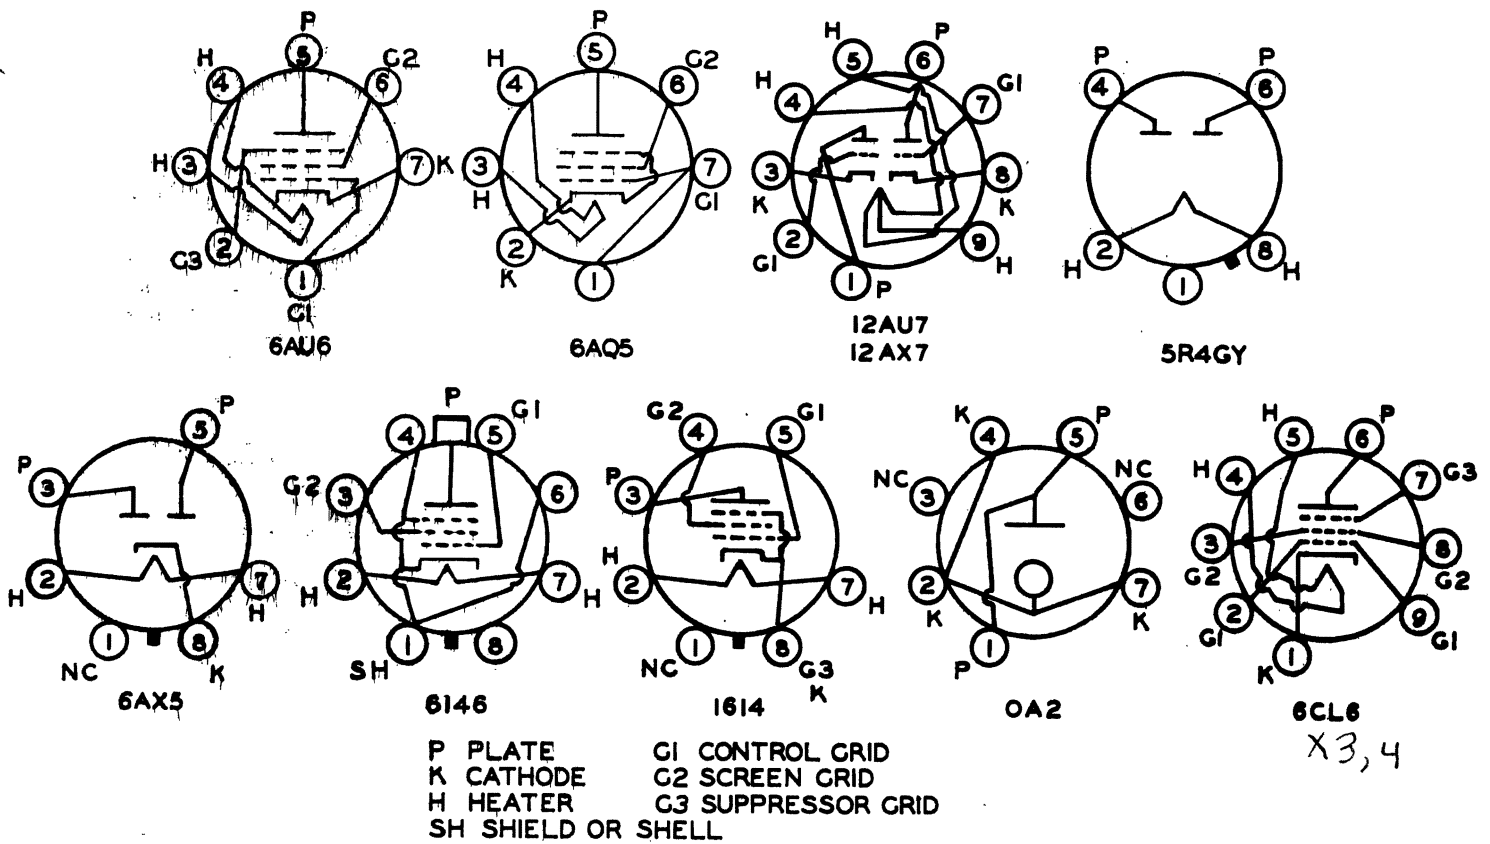 P
5
H
4
G2
6
H
3
7
K
2
G3
1
G1
6AU6
P
5
H
4
G2
6
3
H
7
G1
2
K
1
6AQ5
H
5
P
6
H
4
G1
7
3
K
8
K
2
G1
9
H
1
P
12AU7
12AX7
P
4
P
6
H
2
8
H
1
5R4GY
P
5
P
3
H
2
7
H
1
NC
8
K
6AX5
P
4
5
G1
G2
3
6
H
2
7
H
1
SH
8
6146
G2
4
5
G1
P
3
H
2
7
H
NC
1
8
G3
K
1614
K
4
5
P
NC
3
NC
6
2
K
7
K
P
1
OA2
H
5
6
P
H
4
7
G3
3
G2
8
G2
2
G1
9
G1
K
1
6CL6
X3,4
P PLATE G1 CONTROL GRID
K CATHODE G2 SCREEN GRID
H HEATER G3 SUPPRESSOR GRID
SH SHIELD OR SHELL